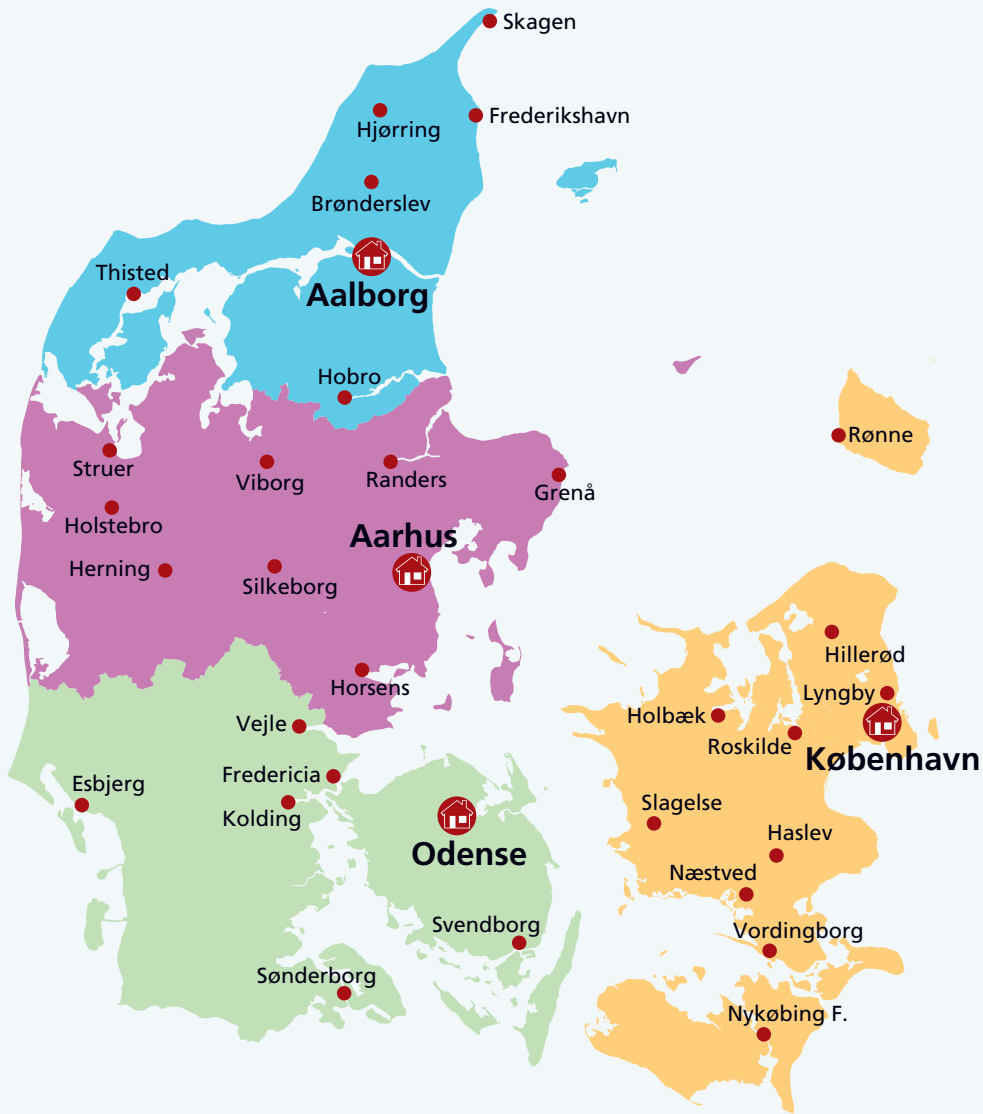 Skagen
Frederikshavn
Hjørring
Brønderslev
Thisted
Aalborg
Hobro
Rønne
Struer
Viborg
Randers
Grenå
Holstebro
Aarhus
Herning
Silkeborg
Hillerød
Horsens
Lyngby
Holbæk
Vejle
Roskilde
København
Fredericia
Esbjerg
Kolding
Slagelse
Haslev
Odense
Næstved
Svendborg
Vordingborg
Sønderborg
Nykøbing F.